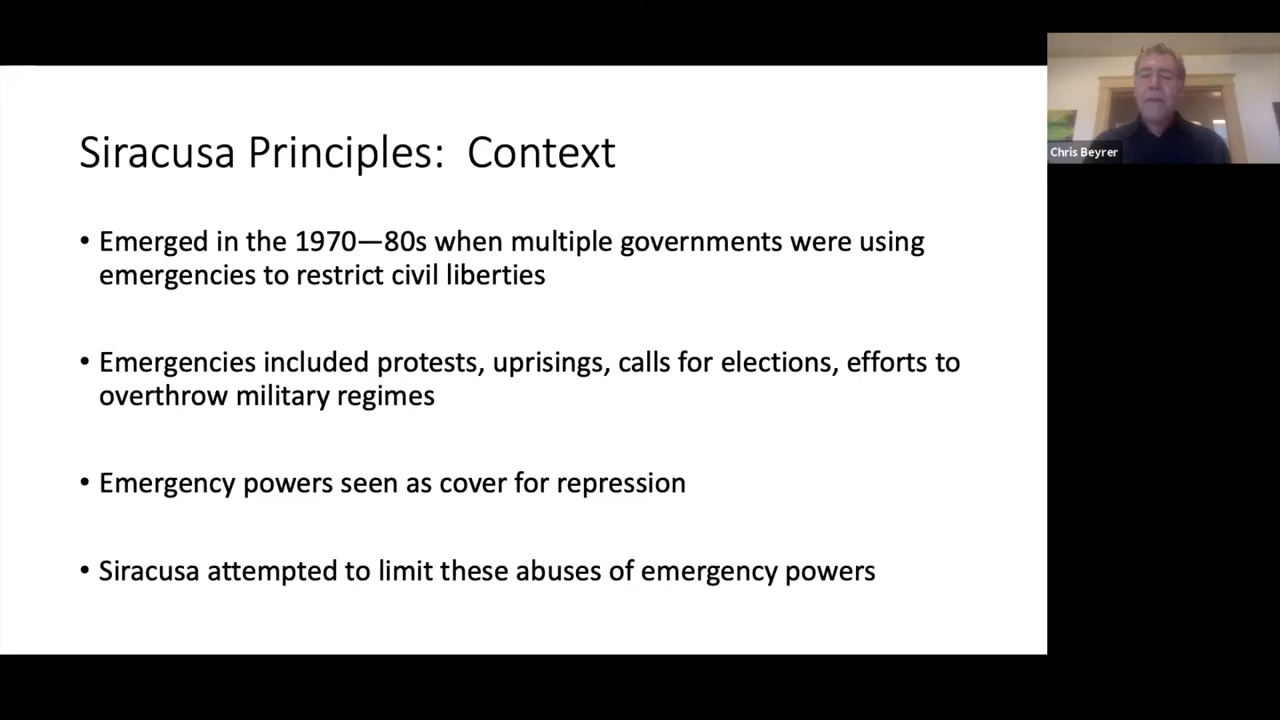 Siracusa Principles:  Context
• Emerged in the 1970—80s when multiple governments were using
emergencies to restrict civil liberties
• Emergencies included protests, uprisings, calls for elections, efforts to
overthrow military regimes
• Emergency powers seen as cover for repression
• Siracusa attempted to limit these abuses of emergency powers
Chris Beyrer